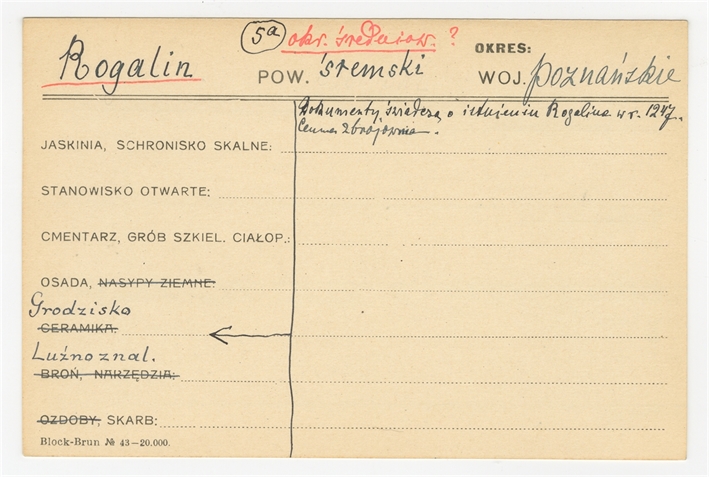 5a okr. średniow. ?
Rogalin
OKRES:
POW. śremski WOJ. poznańskie
Dokumenty świadczą o istnieniu Rogalina w r. 1247.
Cenna zbrojownia.
JASKINIA, SCHRONISKO SKALNE:
STANOWISKO OTWARTE:
CMENTARZ, GRÓB SZKIEL. CIAŁOP.:
OSADA, NASYPY ZIEMNE:
Grodzisko
CERAMIKA:
Luźno znal.
BROŃ, NARZĘDZIA:
OZDOBY, SKARB:
Block-Brun № 43—20.000.